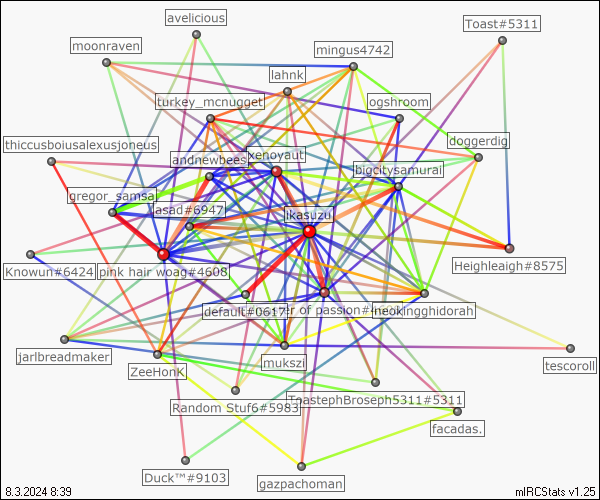 avelicious
Toast#5311
moonraven
mingus4742
lahnk
turkey_mcnugget
ogshroom
thiccusboiusalexusjoneus
doggerdig
andnewbees
xenoyaut
bigcitysamurai
gregor_samsa
asad#6947
ikasuzu
Knowun#6424
pink hair woag#4608
Heighleaigh#8575
default#0617
er of passion#
neokingghidorah
jarlbreadmaker
ZeeHonK
mukszi
tescoroll
Random Stuf6#5983
ToastephBroseph5311#5311
facadas.
Duck™#9103
gazpachoman
8.3.2024 8:39
mIRCStats v1.25